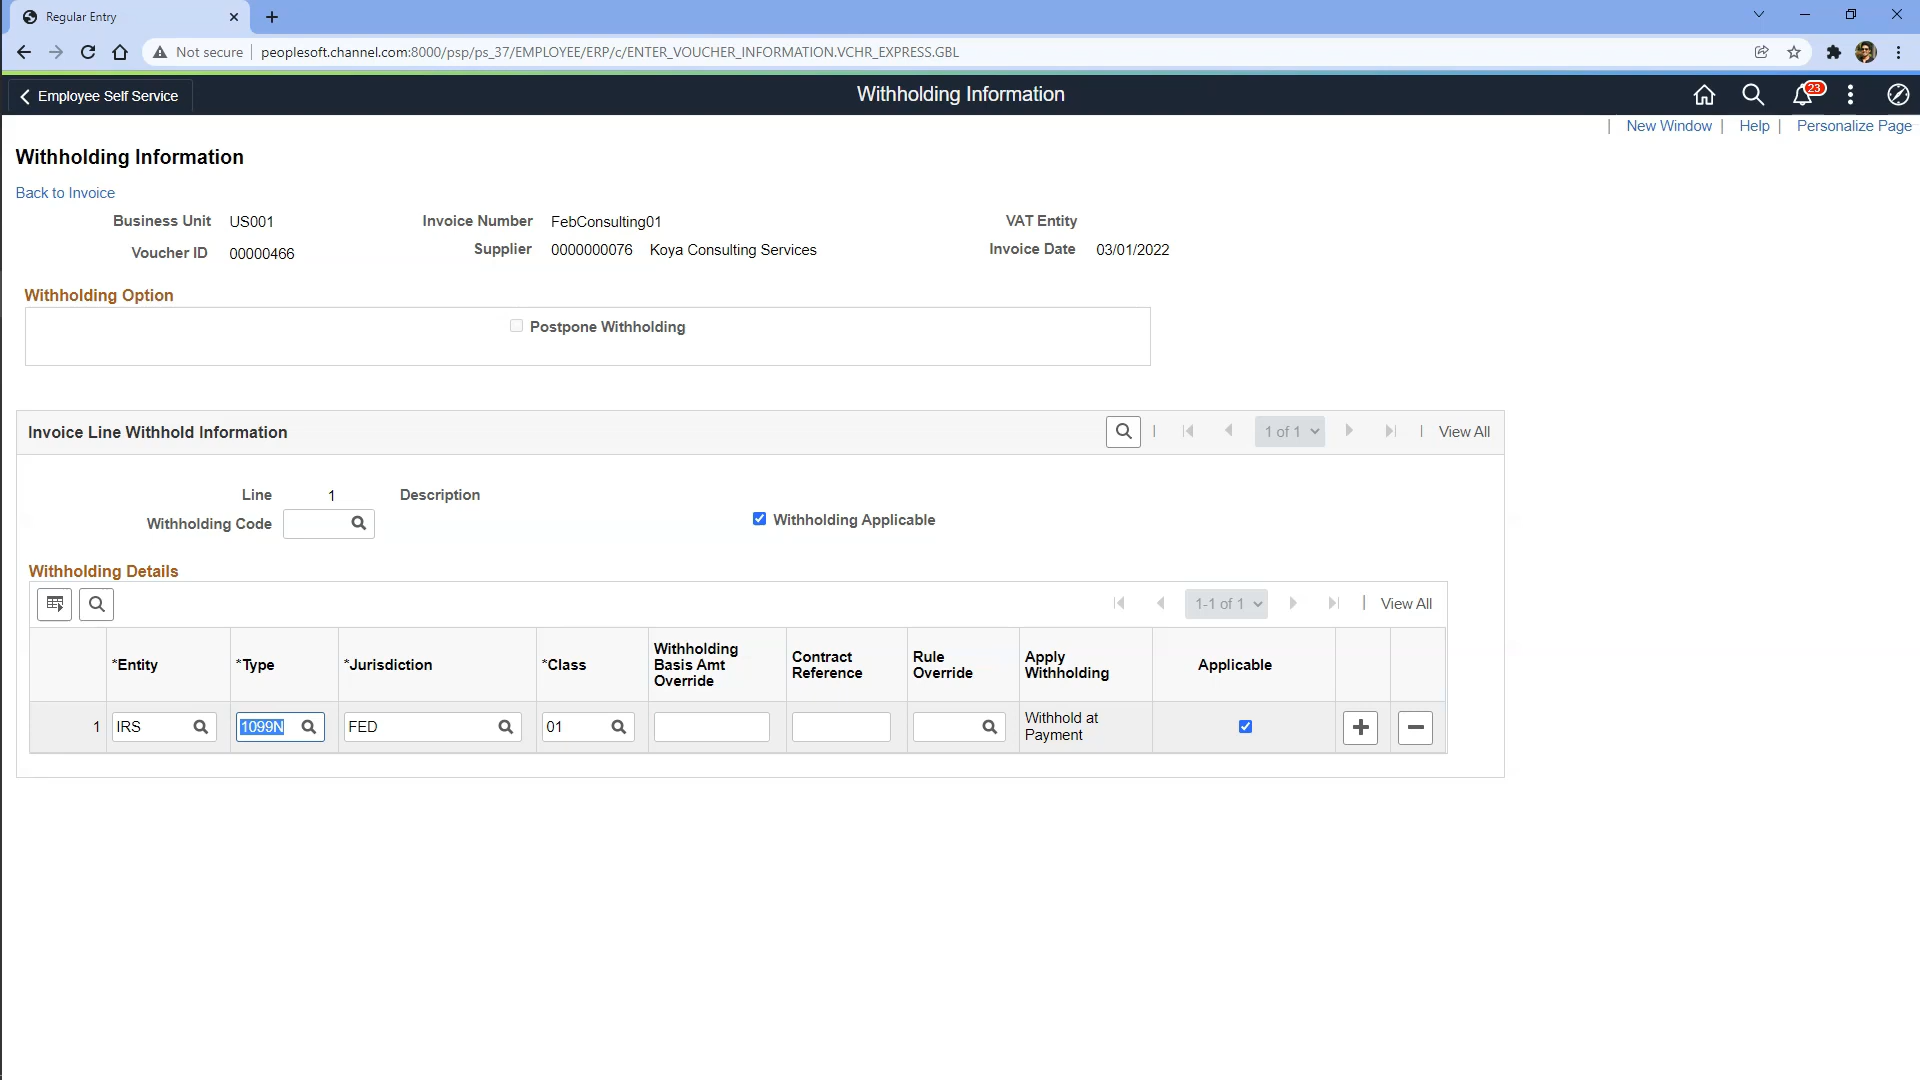 Regular Entry
Not secure peoplesoft.channel.com:8000/psp/ps_37/EMPLOYEE/ERP/c/ENTER_VOUCHER_INFORMATION.VCHR_EXPRESS.GBL
Employee Self Service Withholding Information 23
| New Window | Help | Personalize Page
Withholding Information
Back to Invoice
Business Unit US001 Invoice Number FebConsulting01 VAT Entity
Voucher ID 00000466 Supplier 0000000076 Koya Consulting Services Invoice Date 03/01/2022
Withholding Option
Postpone Withholding
Invoice Line Withhold Information | 1 of 1 | View All
Line 1 Description
Withholding Code Withholding Applicable
Withholding Details
1-1 of 1 | View All
*Entity *Type *Jurisdiction *Class Withholding Basis Amt Override Contract Reference Rule Override Apply Withholding Applicable
1 IRS 1099N FED 01 Withhold at Payment